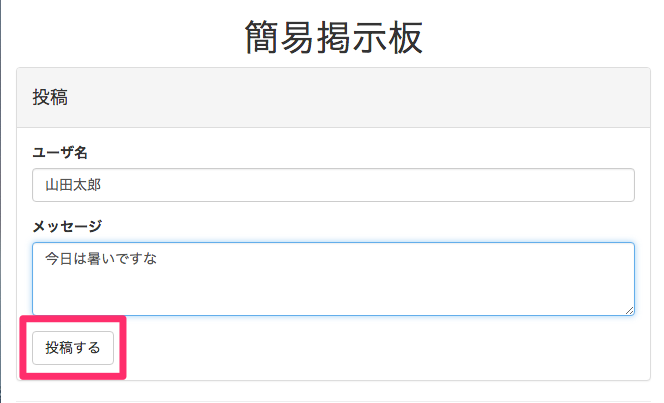 簡易掲示板
投稿
ユーザ名
山田太郎
メッセージ
今日は暑いですな
投稿する